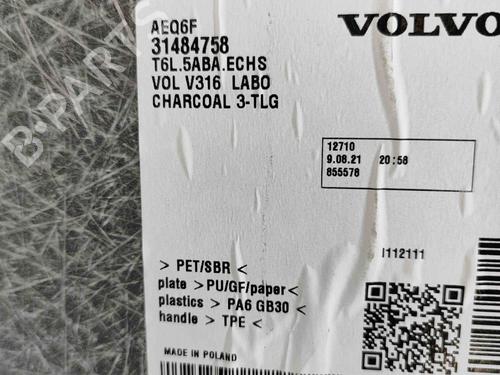 AEQ6F
VOLVO
31484758
T6L.5ABA.ECHS
VOL V316 LABO
CHARCOAL 3-TLG
12710
9.08.21 20:58
855578
I112111
> PET/SBR <
plate > PU/GF/paper<
plastics > PA6 GB30 <
handle > TPE <
MADE IN POLAND